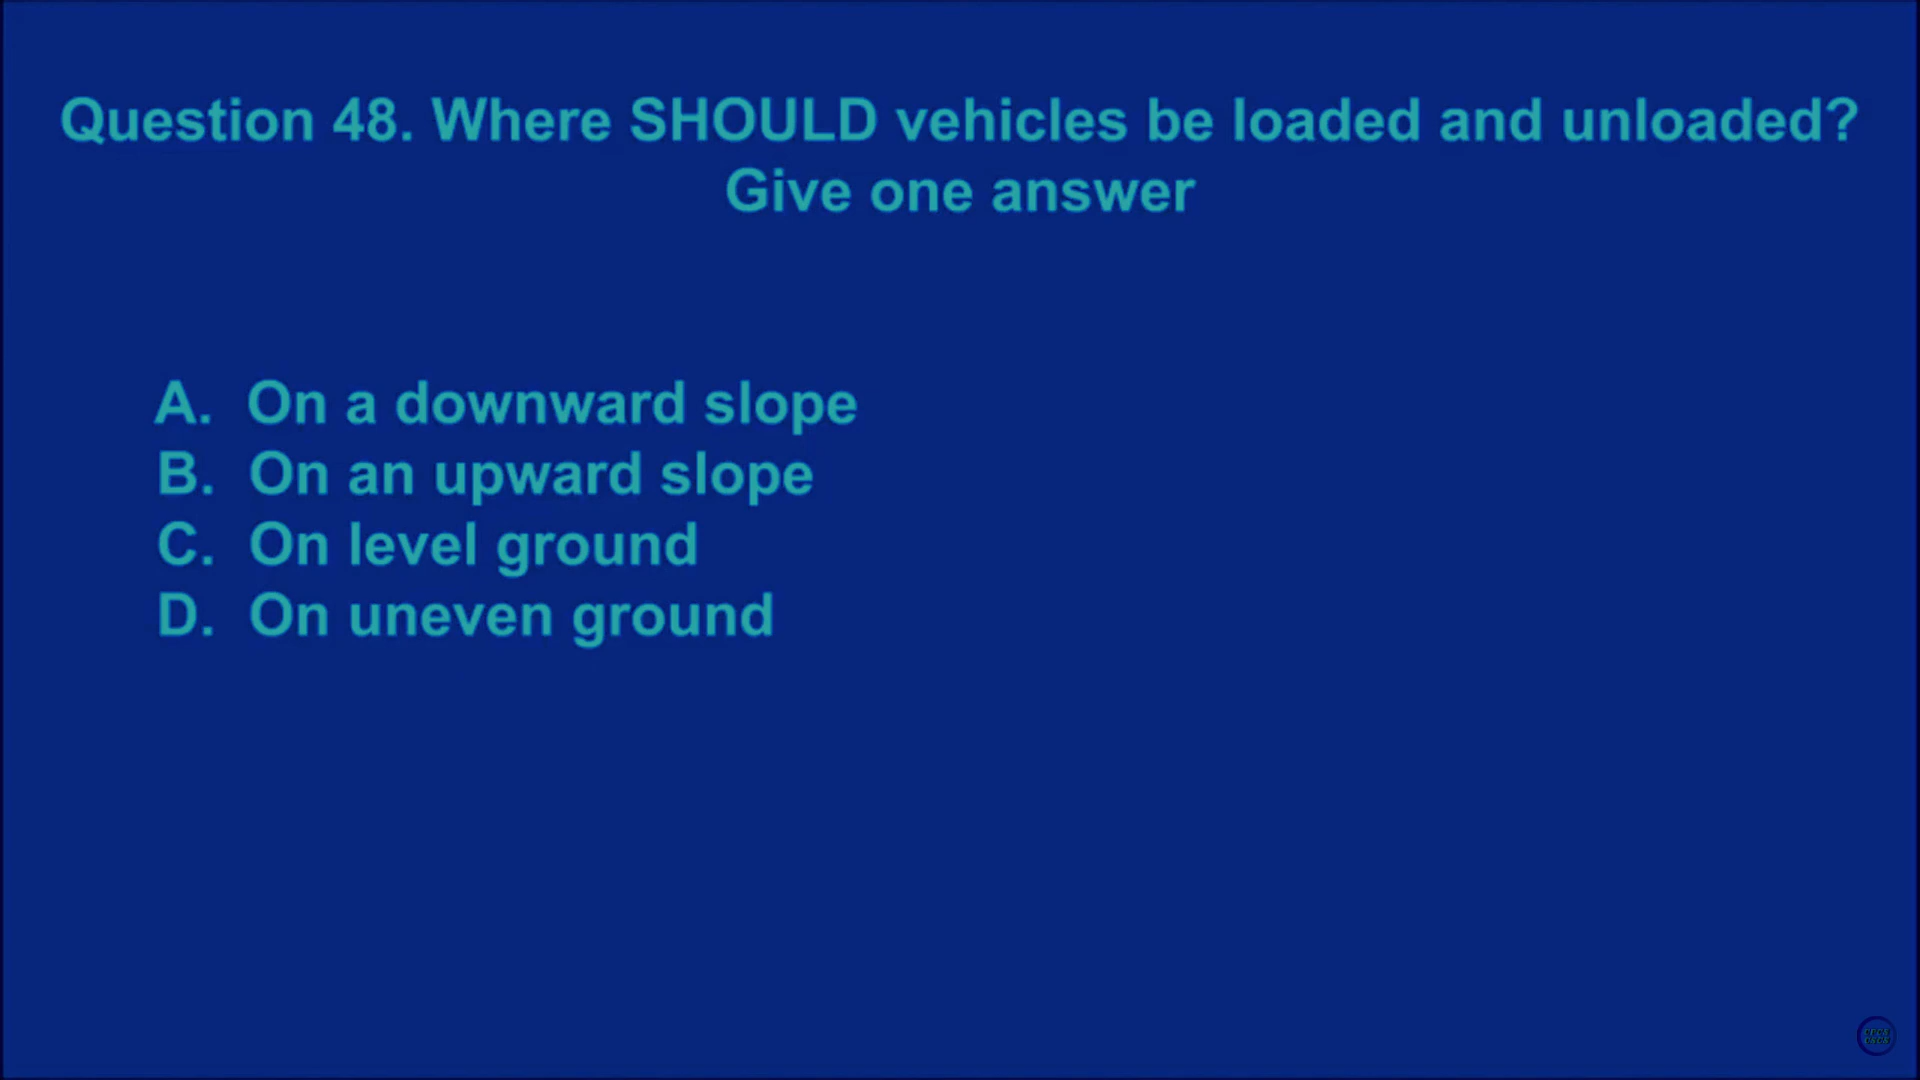 Question 48. Where SHOULD vehicles be loaded and unloaded?
Give one answer
A. On a downward slope
B. On an upward slope
C. On level ground
D. On uneven ground